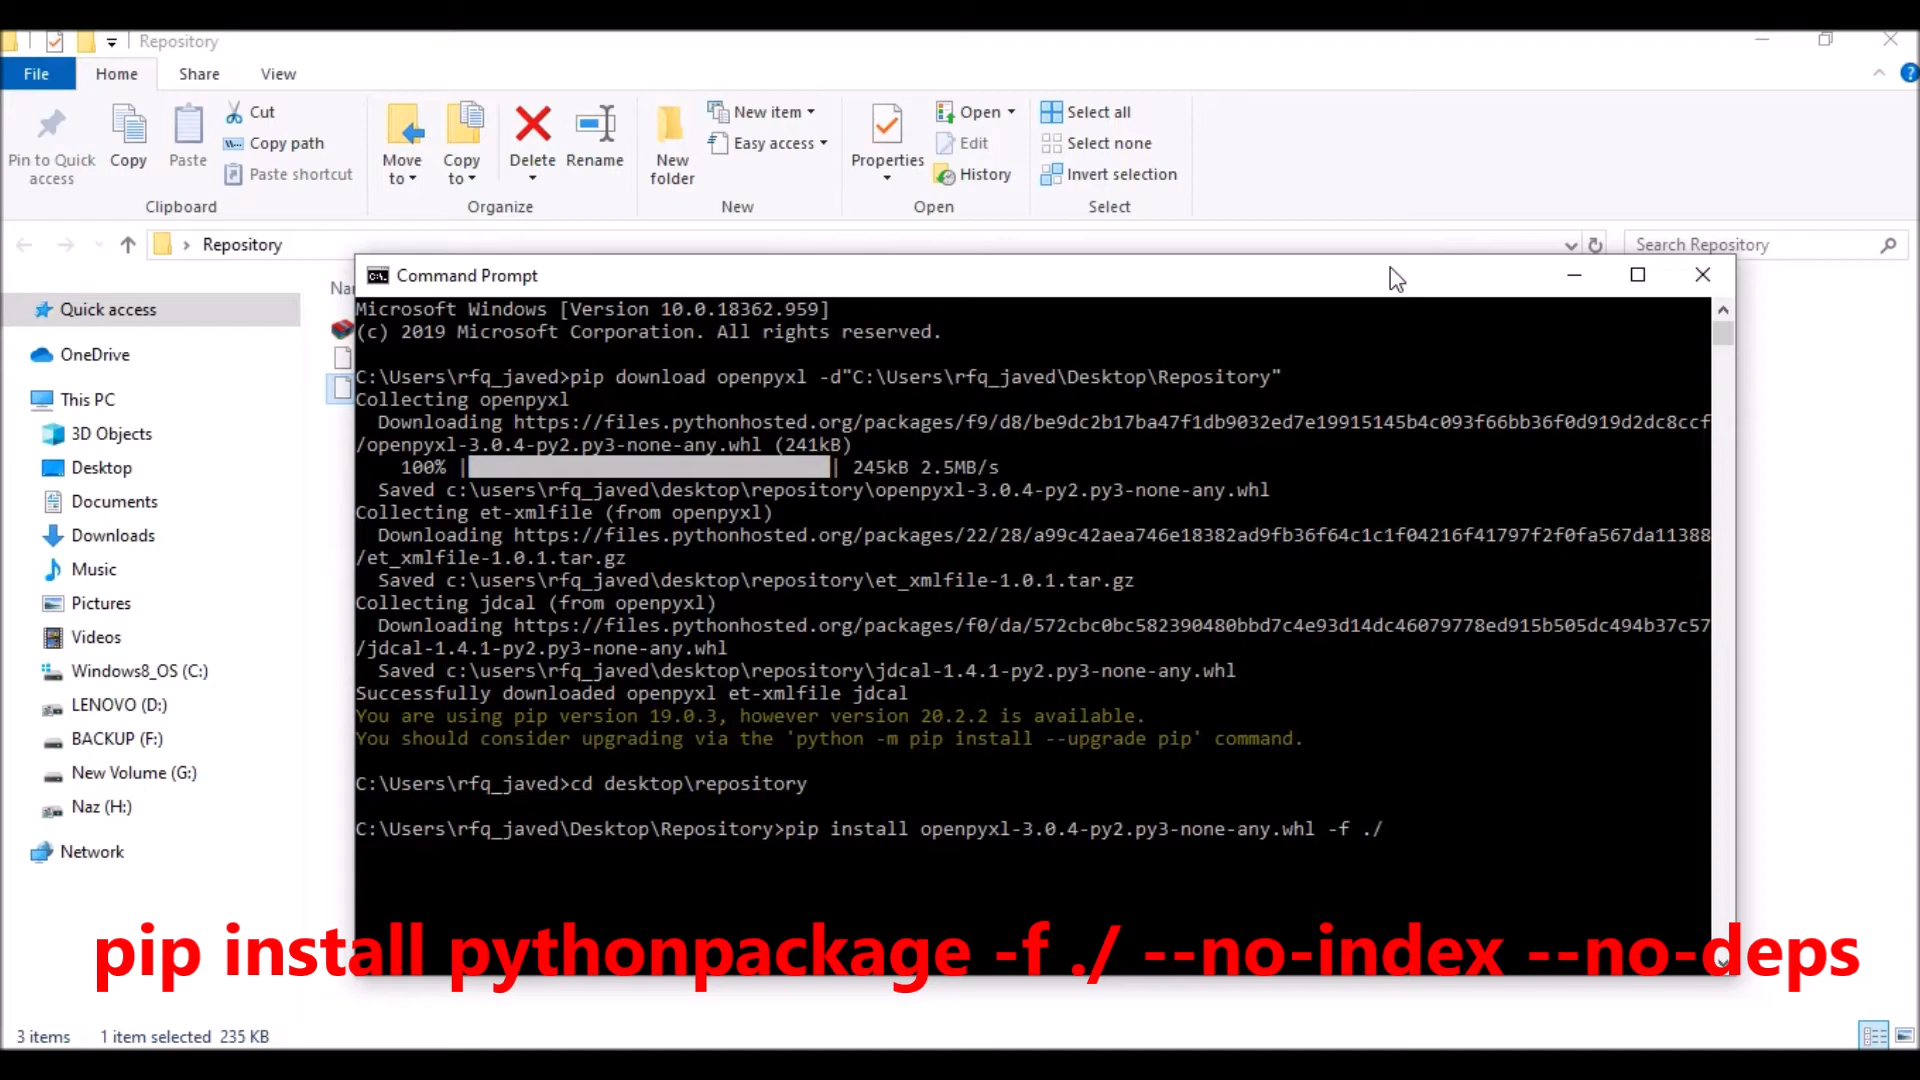 Repository
File Home Share View
Pin to Quick access
Copy
Paste
Cut
Copy path
Paste shortcut
Move to
Copy to
Delete
Rename
New folder
New item
Easy access
Properties
Open
Edit
History
Select all
Select none
Invert selection
Clipboard
Organize
New
Open
Select
Repository
Search Repository
Quick access
OneDrive
This PC
3D Objects
Desktop
Documents
Downloads
Music
Pictures
Videos
Windows8_OS (C:)
LENOVO (D:)
BACKUP (F:)
New Volume (G:)
Naz (H:)
Network
Command Prompt
Microsoft Windows [Version 10.0.18362.959]
(c) 2019 Microsoft Corporation. All rights reserved.
C:\Users\rfq_javed>pip download openpyxl -d"C:\Users\rfq_javed\Desktop\Repository"
Collecting openpyxl
Downloading https://files.pythonhosted.org/packages/f9/d8/be9dc2b17ba47f1db9032ed7e19915145b4c093f66bb36f0d919d2dc8ccf
/openpyxl-3.0.4-py2.py3-none-any.whl (241kB)
100% | | 245kB 2.5MB/s
Saved c:\users\rfq_javed\desktop\repository\openpyxl-3.0.4-py2.py3-none-any.whl
Collecting et-xmlfile (from openpyxl)
Downloading https://files.pythonhosted.org/packages/22/28/a99c42aea746e18382ad9fb36f64c1c1f04216f41797f2f0fa567da11388
/et_xmlfile-1.0.1.tar.gz
Saved c:\users\rfq_javed\desktop\repository\et_xmlfile-1.0.1.tar.gz
Collecting jdcal (from openpyxl)
Downloading https://files.pythonhosted.org/packages/f0/da/572cbc0bc582390480bbd7c4e93d14dc46079778ed915b505dc494b37c57
/jdcal-1.4.1-py2.py3-none-any.whl
Saved c:\users\rfq_javed\desktop\repository\jdcal-1.4.1-py2.py3-none-any.whl
Successfully downloaded openpyxl et-xmlfile jdcal
You are using pip version 19.0.3, however version 20.2.2 is available.
You should consider upgrading via the 'python -m pip install --upgrade pip' command.
C:\Users\rfq_javed>cd desktop\repository
C:\Users\rfq_javed\Desktop\Repository>pip install openpyxl-3.0.4-py2.py3-none-any.whl -f ./
pip install pythonpackage -f ./ --no-index --no-deps
3 items 1 item selected 235 KB